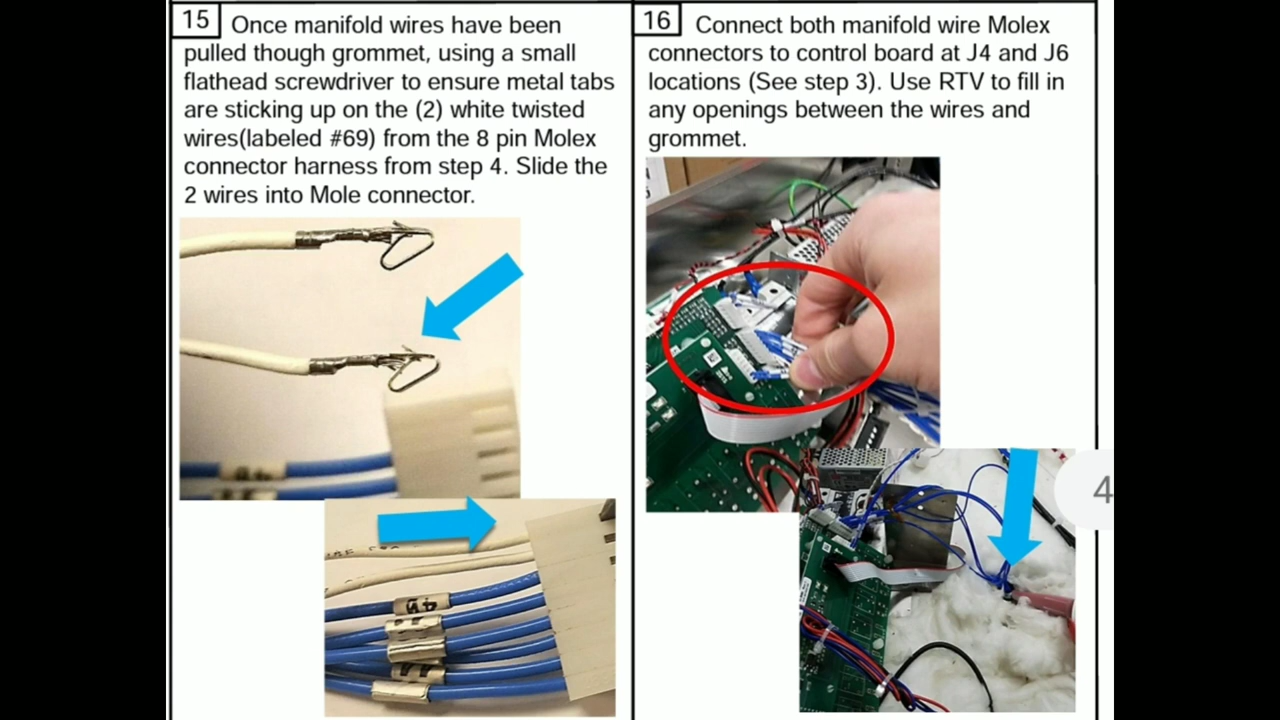 15 Once manifold wires have been
pulled though grommet, using a small
flathead screwdriver to ensure metal tabs
are sticking up on the (2) white twisted
wires(labeled #69) from the 8 pin Molex
connector harness from step 4. Slide the
2 wires into Mole connector.
16 Connect both manifold wire Molex
connectors to control board at J4 and J6
locations (See step 3). Use RTV to fill in
any openings between the wires and
grommet.
4